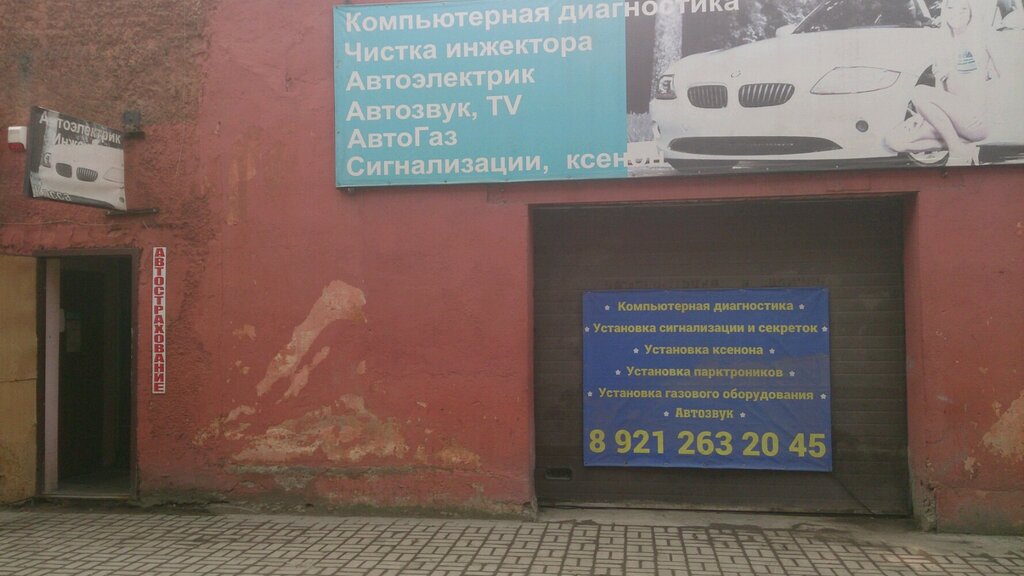 Компьютерная диагностика
Чистка инжектора
Автоэлектрик
Автозвук, TV
АвтоГаз
Сигнализации, ксенон
Автоэлектрик
АВТОСТРАХОВАНИЕ
Компьютерная диагностика
Установка сигнализации и секреток
Установка ксенона
Установка парктроников
Установка газового оборудования
Автозвук
8 921 263 20 45